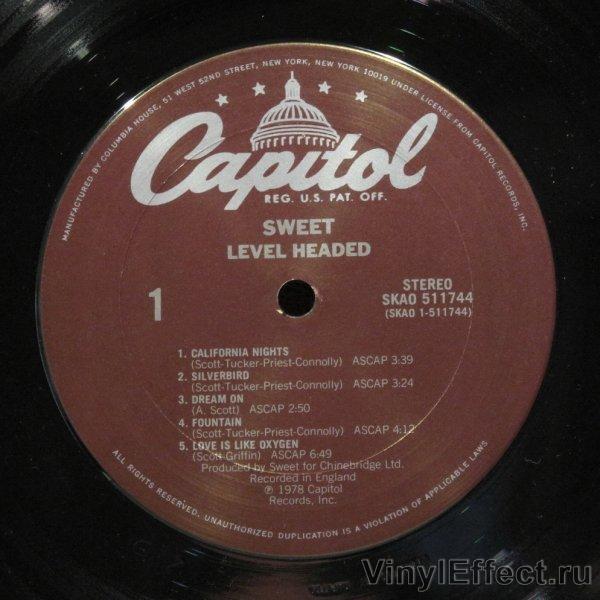 MANUFACTURED BY COLUMBIA HOUSE, 51 WEST 52ND STREET, NEW YORK, NEW YORK 10019 UNDER LICENSE FROM CAPITOL RECORDS, INC.
Capitol
REG. U.S. PAT. OFF.
SWEET
LEVEL HEADED
1
STEREO
SKAO 511744
(SKAO 1-511744)
1. CALIFORNIA NIGHTS
(Scott-Tucker-Priest-Connolly) ASCAP 3:39
2. SILVERBIRD
(Scott-Tucker-Priest-Connolly) ASCAP 3:24
3. DREAM ON
(A. Scott) ASCAP 2:50
4. FOUNTAIN
(Scott-Tucker-Priest-Connolly) ASCAP 4:12
5. LOVE IS LIKE OXYGEN
(Scott-Griffin) ASCAP 6:49
Produced by Sweet for Chinebridge Ltd.
Recorded in England
℗ 1978 Capitol
Records, Inc.
ALL RIGHTS RESERVED. UNAUTHORIZED DUPLICATION IS A VIOLATION OF APPLICABLE LAWS
VinylEffect.ru